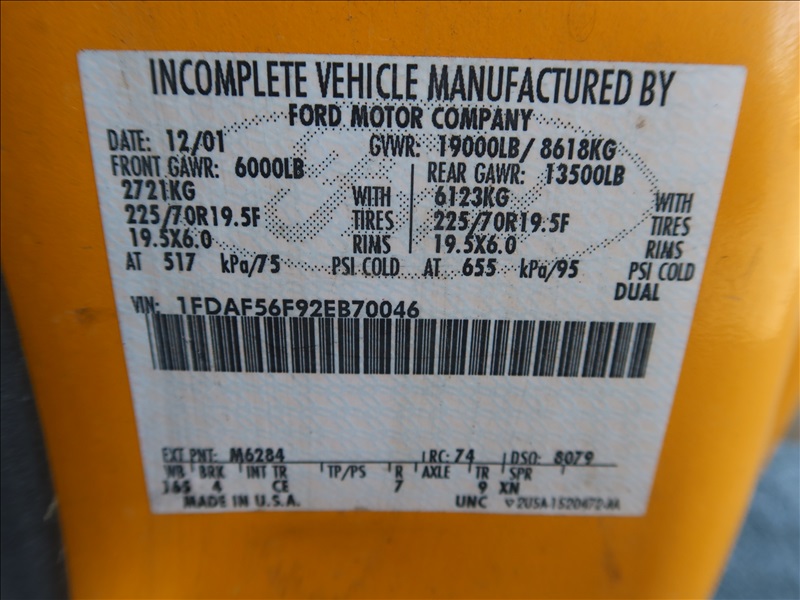 INCOMPLETE VEHICLE MANUFACTURED BY
FORD MOTOR COMPANY
DATE: 12/01 GVWR: 19000LB/ 8618KG
FRONT GAWR: 6000LB REAR GAWR: 13500LB
2721KG WITH 6123KG WITH
225/70R19.5F TIRES 225/70R19.5F TIRES
19.5X6.0 RIMS 19.5X6.0 RIMS
AT 517 kPa/75 PSI COLD AT 655 kPa/95 PSI COLD
DUAL
VIN: 1FDAF56F92EB70046
EXT PNT: M6284 RC: 74 DSO: 8079
WB BRK INT TR TP/PS R AXLE TR SPR
165 4 CE 7 9 XN
MADE IN U.S.A. UNC